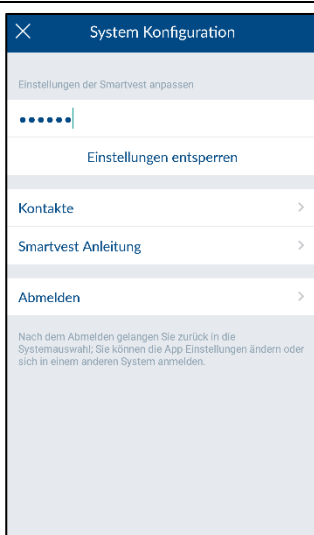 System Konfiguration
Einstellungen der Smartvest anpassen
••••••
Einstellungen entsperren
Kontakte
Smartvest Anleitung
Abmelden
Nach dem Abmelden gelangen Sie zurück in die
Systemauswahl; Sie können die App Einstellungen ändern oder
sich in einem anderen System anmelden.